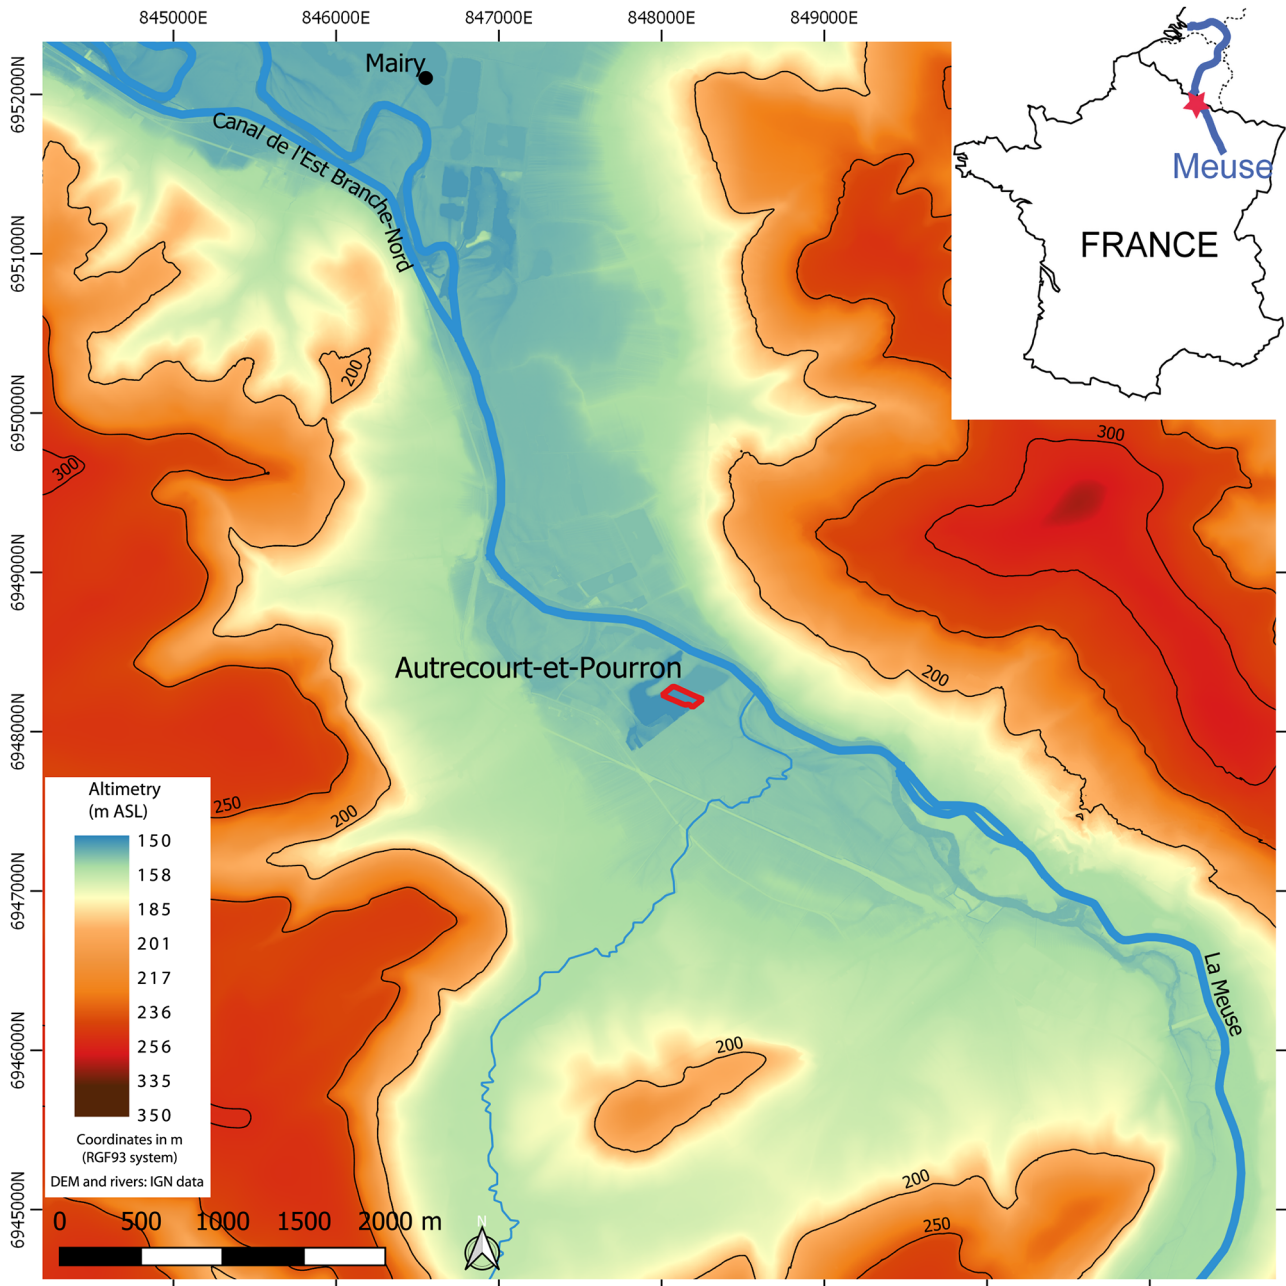 845000E
846000E
847000E
848000E
849000E
6952000N
6951000N
6950000N
6949000N
6948000N
6947000N
6946000N
6945000N
Mairy
Canal de l'Est Branche-Nord
Meuse
FRANCE
200
300
300
200
Autrecourt-et-Pourron
250
200
La Meuse
200
200
250
Altimetry
(m ASL)
150
158
185
201
217
236
256
335
350
Coordinates in m
(RGF93 system)
DEM and rivers: IGN data
0 500 1000 1500 2000 m
N